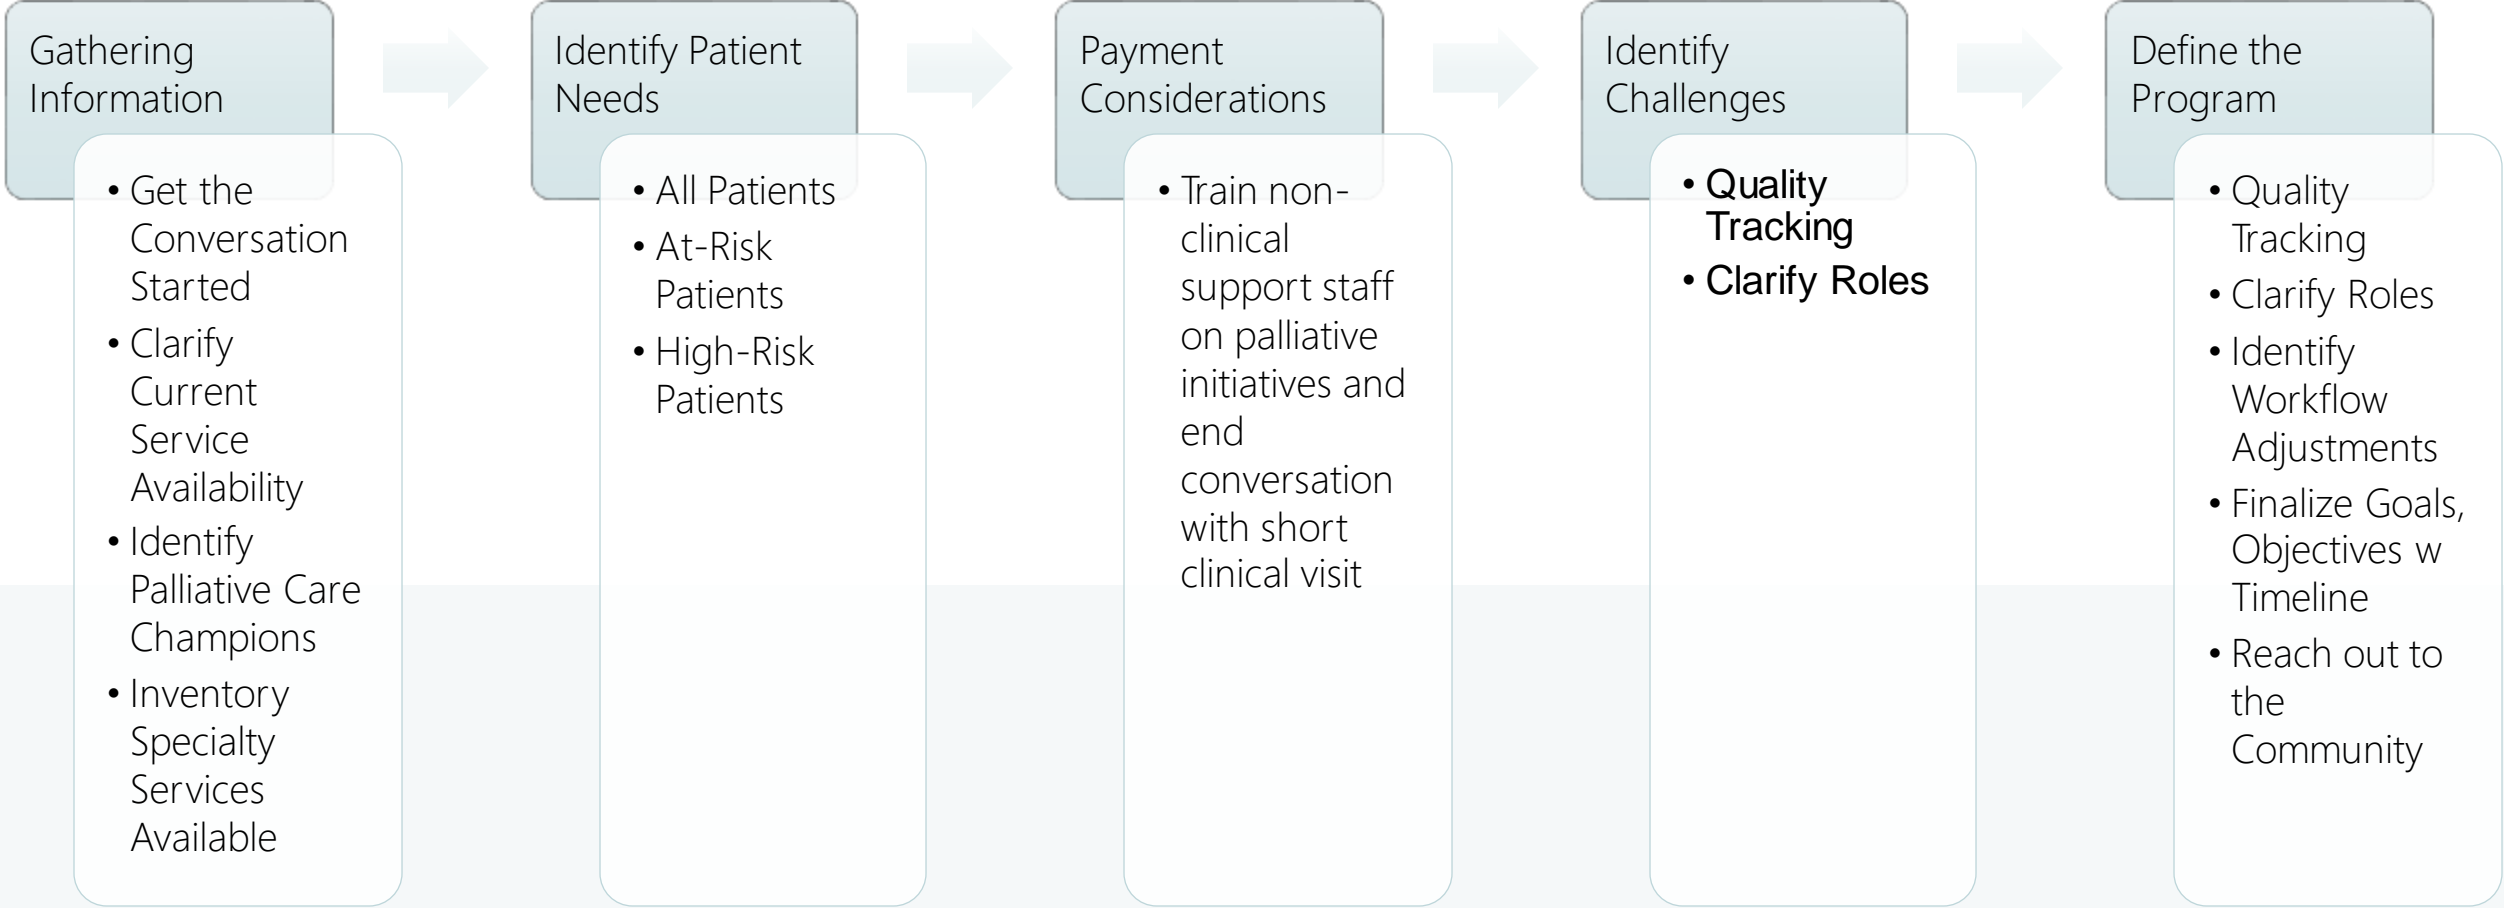 Gathering
Information
• Get the
Conversation
Started
• Clarify
Current
Service
Availability
• Identify
Palliative Care
Champions
• Inventory
Specialty
Services
Available
Identify Patient
Needs
• All Patients
• At-Risk
Patients
• High-Risk
Patients
Payment
Considerations
• Train non-
clinical
support staff
on palliative
initiatives and
end
conversation
with short
clinical visit
Identify
Challenges
• Quality
Tracking
• Clarify Roles
Define the
Program
• Quality
Tracking
• Clarify Roles
• Identify
Workflow
Adjustments
• Finalize Goals,
Objectives w
Timeline
• Reach out to
the
Community